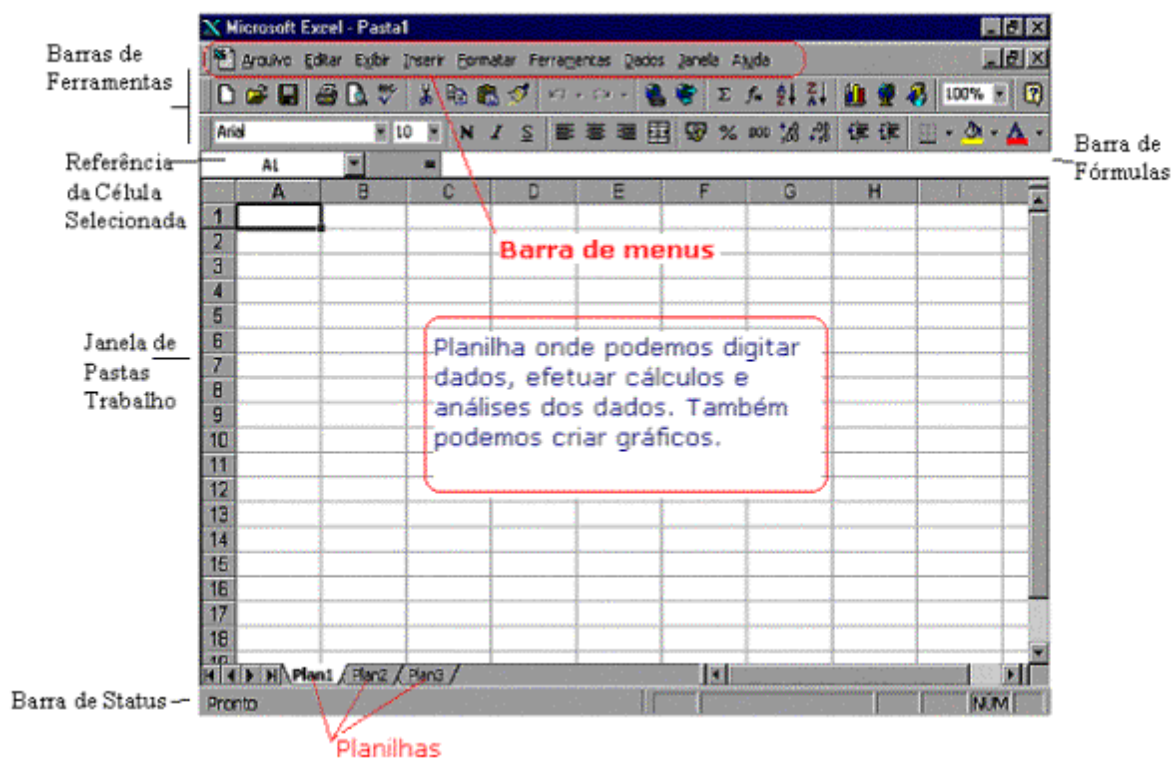 Microsoft Excel - Pasta1
Arquivo Editar Exibir Inserir Formatar Ferramentas Dados Janela Ajuda
100%
Arial 10 N I S % 000
A1 =
A B C D E F G H I
1
2
3
4
5
6
7
8
9
10
11
12
13
14
15
16
17
18
19
Plan1 Plan2 Plan3
Pronto NÚM
Barras de
Ferramentas
Referência
da Célula
Selecionada
Janela de
Pastas
Trabalho
Barra de Status
Barra de
Fórmulas
Barra de menus
Planilha onde podemos digitar
dados, efetuar cálculos e
análises dos dados. Também
podemos criar gráficos.
Planilhas